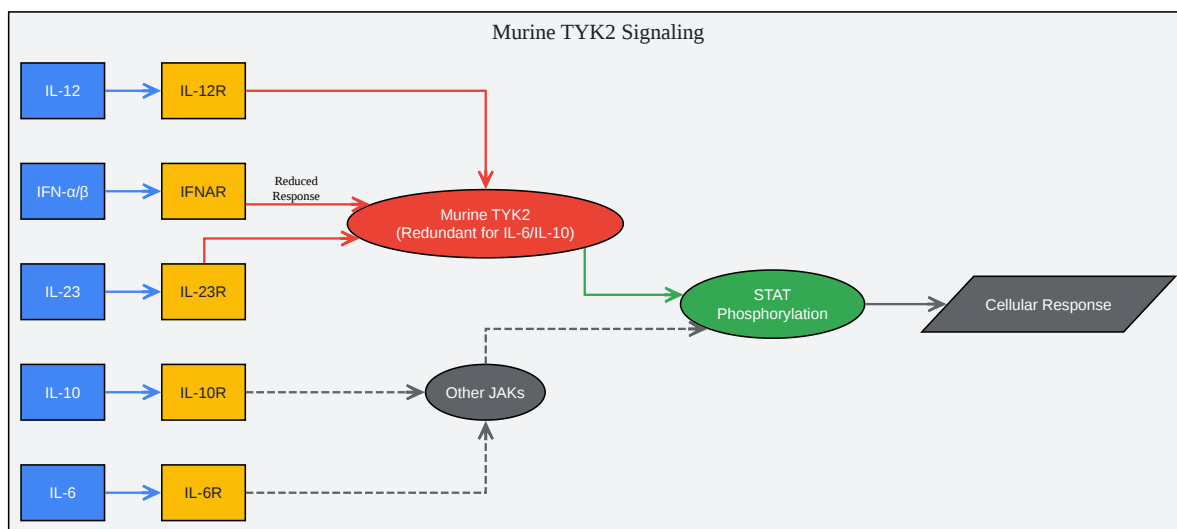 Murine TYK2 Signaling
IL-12
IL-12R
IFN-α/β
IFNAR
Reduced
Response
Murine TYK2
(Redundant for IL-6/IL-10)
IL-23
IL-23R
STAT
Phosphorylation
Cellular Response
IL-10
IL-10R
Other JAKs
IL-6
IL-6R